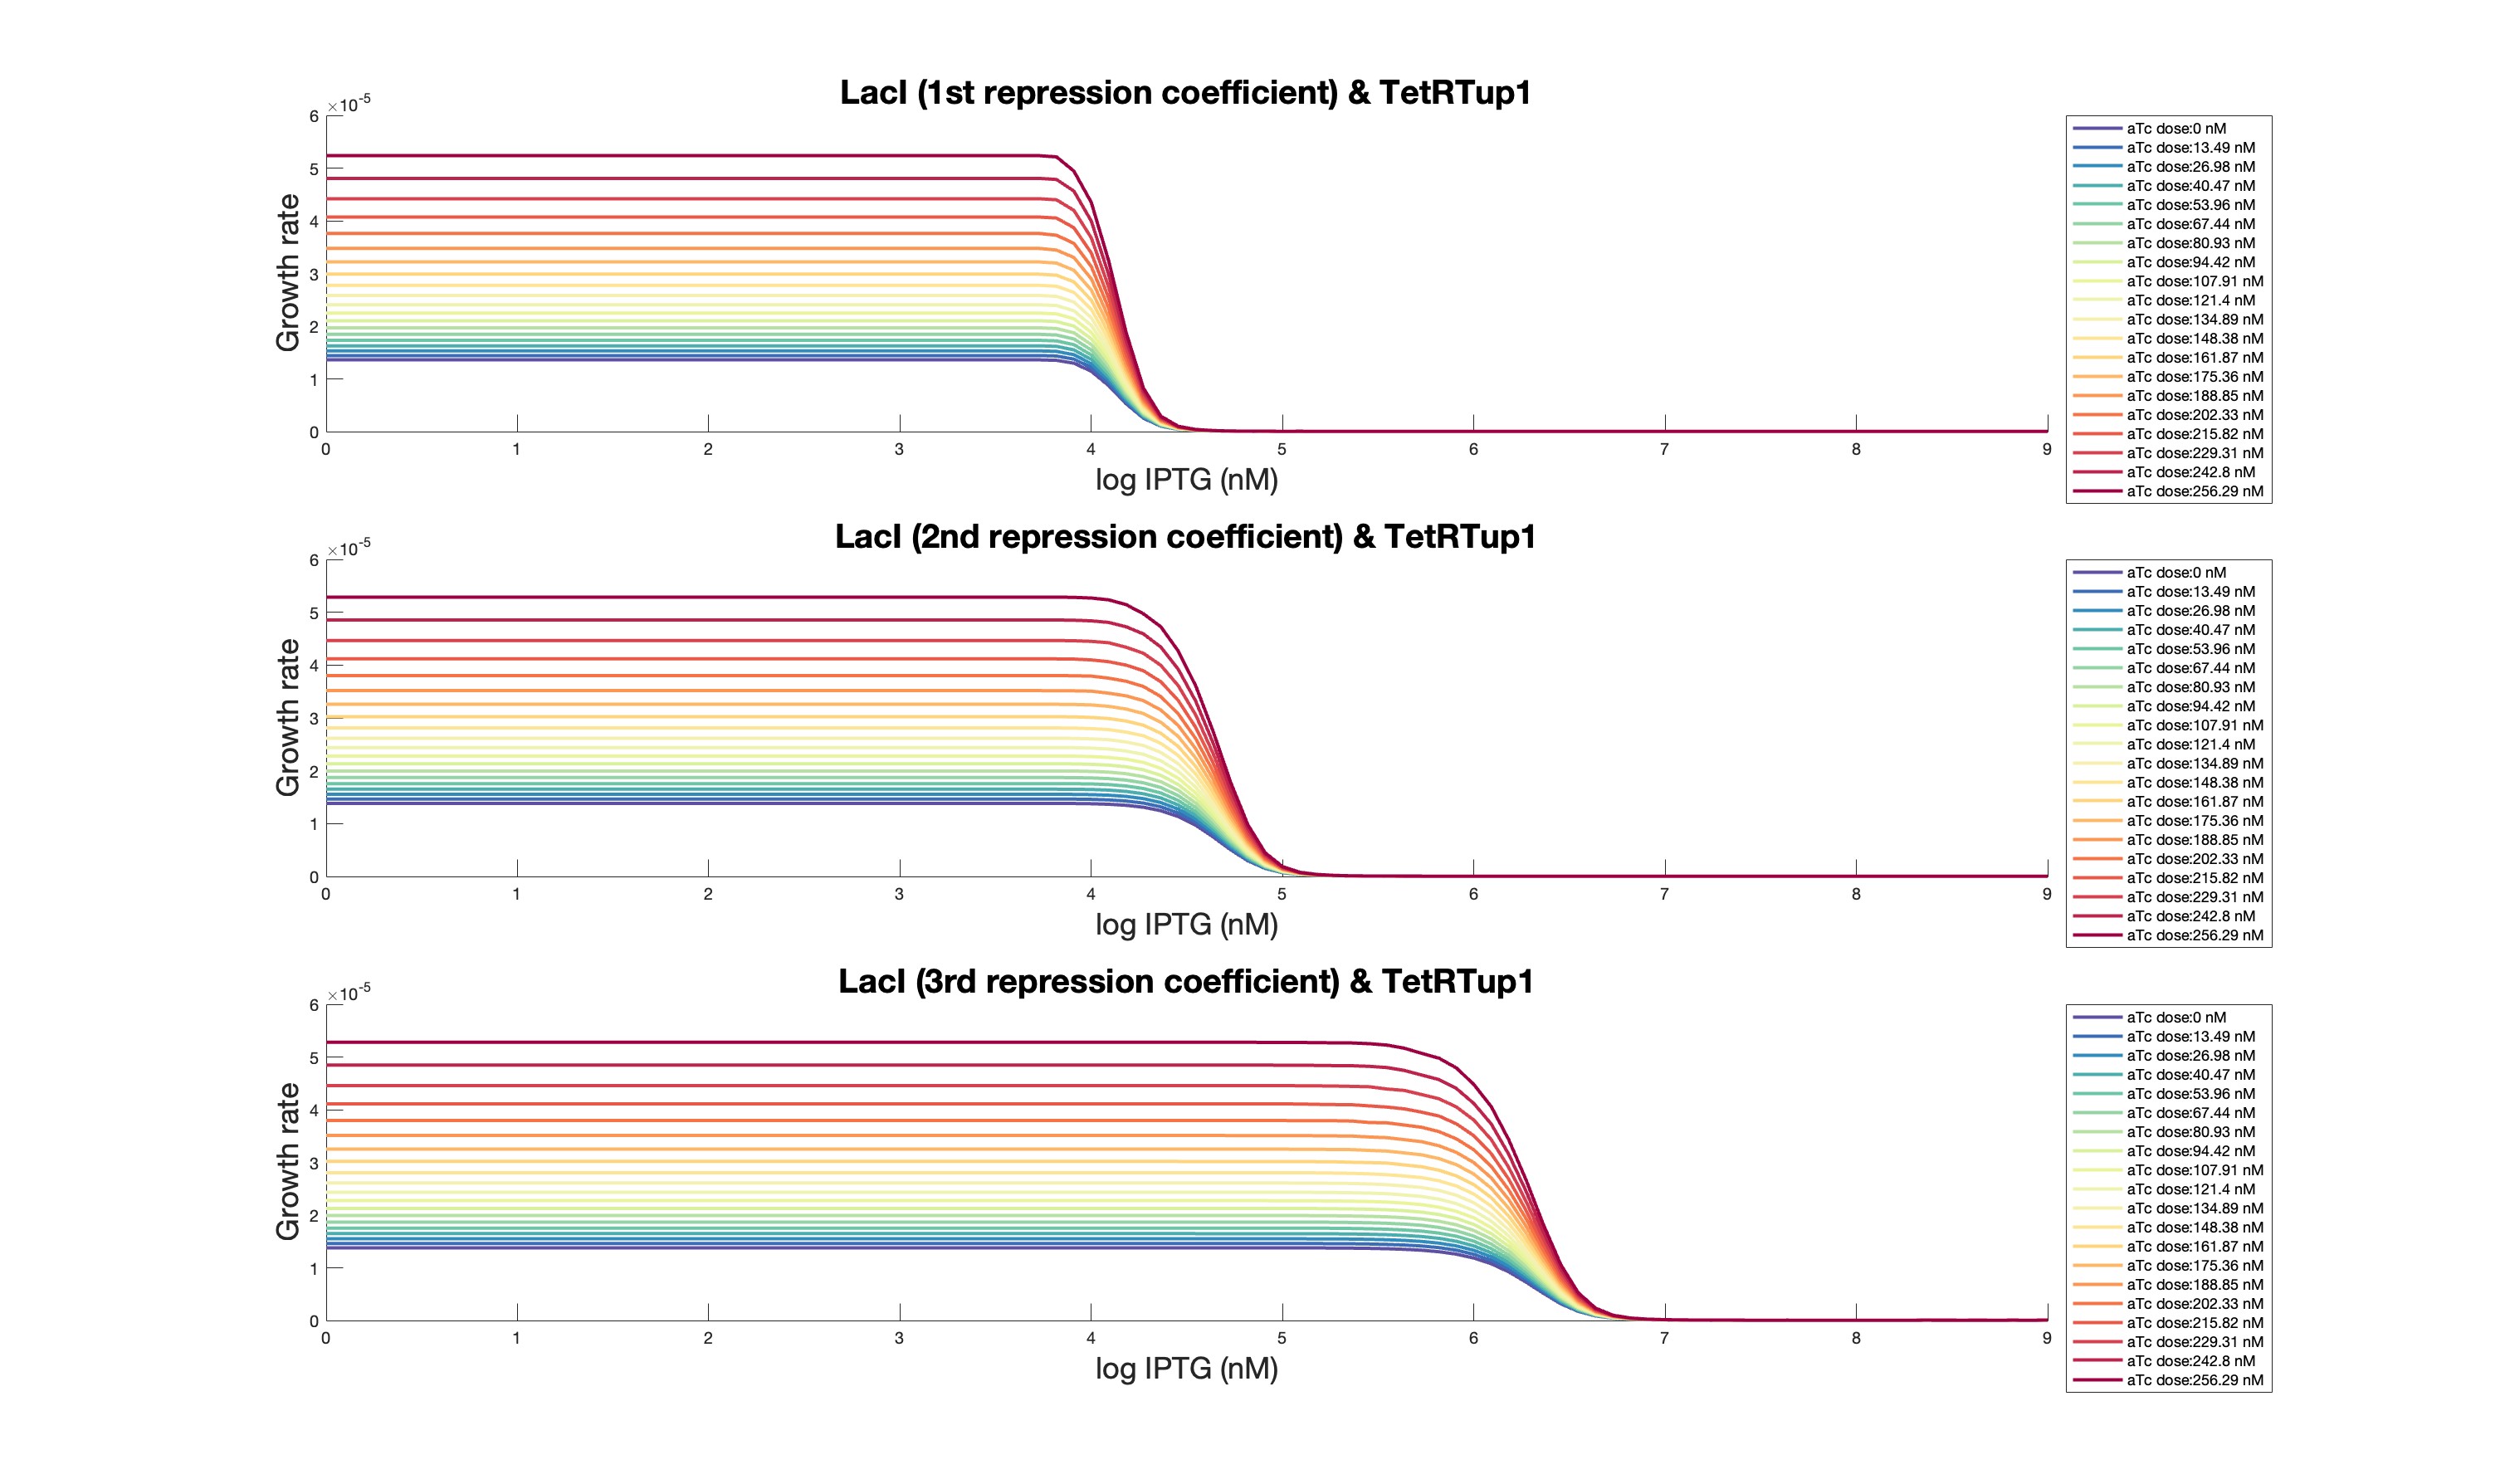 LacI (1st repression coefficient) & TetRTup1
×10-5
6
5
4
3
2
1
0
Growth rate
0 1 2 3 4 5 6 7 8 9
log IPTG (nM)
aTc dose:0 nM
aTc dose:13.49 nM
aTc dose:26.98 nM
aTc dose:40.47 nM
aTc dose:53.96 nM
aTc dose:67.44 nM
aTc dose:80.93 nM
aTc dose:94.42 nM
aTc dose:107.91 nM
aTc dose:121.4 nM
aTc dose:134.89 nM
aTc dose:148.38 nM
aTc dose:161.87 nM
aTc dose:175.36 nM
aTc dose:188.85 nM
aTc dose:202.33 nM
aTc dose:215.82 nM
aTc dose:229.31 nM
aTc dose:242.8 nM
aTc dose:256.29 nM
LacI (2nd repression coefficient) & TetRTup1
×10-5
6
5
4
3
2
1
0
Growth rate
0 1 2 3 4 5 6 7 8 9
log IPTG (nM)
aTc dose:0 nM
aTc dose:13.49 nM
aTc dose:26.98 nM
aTc dose:40.47 nM
aTc dose:53.96 nM
aTc dose:67.44 nM
aTc dose:80.93 nM
aTc dose:94.42 nM
aTc dose:107.91 nM
aTc dose:121.4 nM
aTc dose:134.89 nM
aTc dose:148.38 nM
aTc dose:161.87 nM
aTc dose:175.36 nM
aTc dose:188.85 nM
aTc dose:202.33 nM
aTc dose:215.82 nM
aTc dose:229.31 nM
aTc dose:242.8 nM
aTc dose:256.29 nM
LacI (3rd repression coefficient) & TetRTup1
×10-5
6
5
4
3
2
1
0
Growth rate
0 1 2 3 4 5 6 7 8 9
log IPTG (nM)
aTc dose:0 nM
aTc dose:13.49 nM
aTc dose:26.98 nM
aTc dose:40.47 nM
aTc dose:53.96 nM
aTc dose:67.44 nM
aTc dose:80.93 nM
aTc dose:94.42 nM
aTc dose:107.91 nM
aTc dose:121.4 nM
aTc dose:134.89 nM
aTc dose:148.38 nM
aTc dose:161.87 nM
aTc dose:175.36 nM
aTc dose:188.85 nM
aTc dose:202.33 nM
aTc dose:215.82 nM
aTc dose:229.31 nM
aTc dose:242.8 nM
aTc dose:256.29 nM